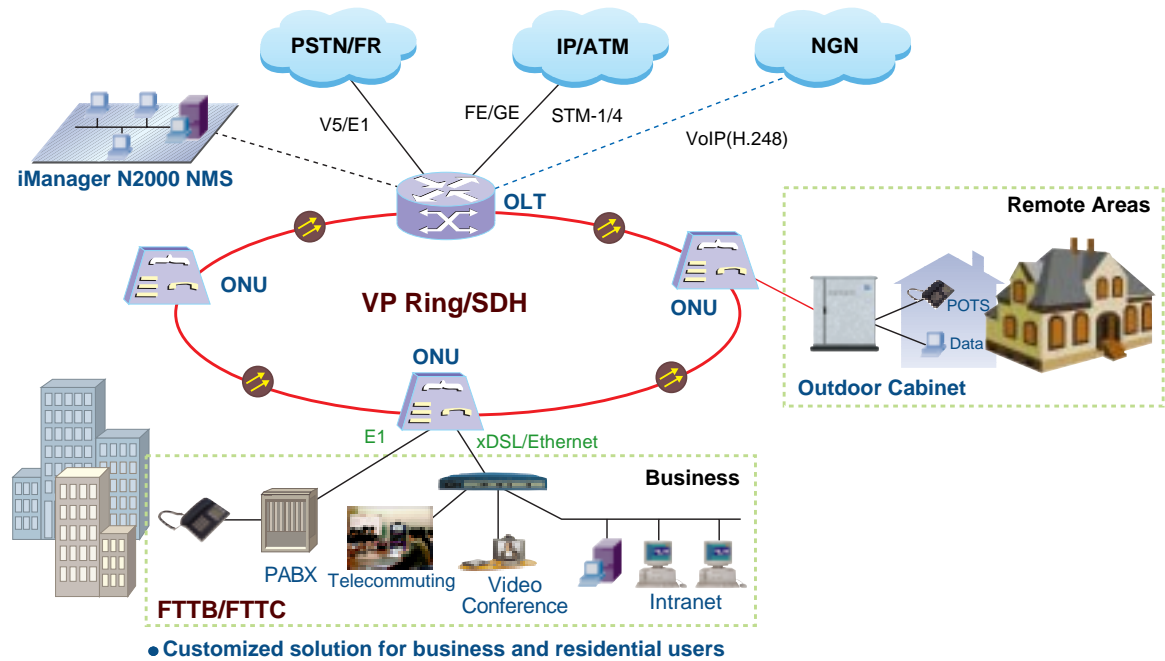 PSTN/FR
IP/ATM
NGN
V5/E1
FE/GE
STM-1/4
VoIP(H.248)
iManager N2000 NMS
OLT
Remote Areas
ONU
VP Ring/SDH
ONU
POTS
Data
ONU
Outdoor Cabinet
E1
xDSL/Ethernet
Business
PABX
Telecommuting
Video
Conference
Intranet
FTTB/FTTC
● Customized solution for business and residential users